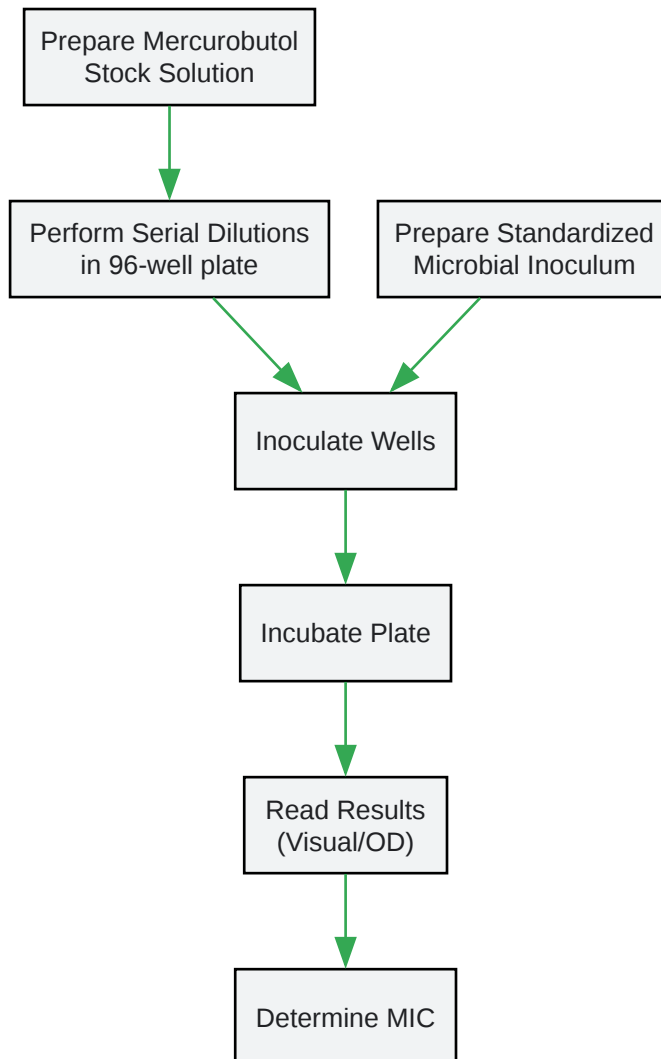 Prepare Mercurobutol
Stock Solution
Perform Serial Dilutions
in 96-well plate
Prepare Standardized
Microbial Inoculum
Inoculate Wells
Incubate Plate
Read Results
(Visual/OD)
Determine MIC